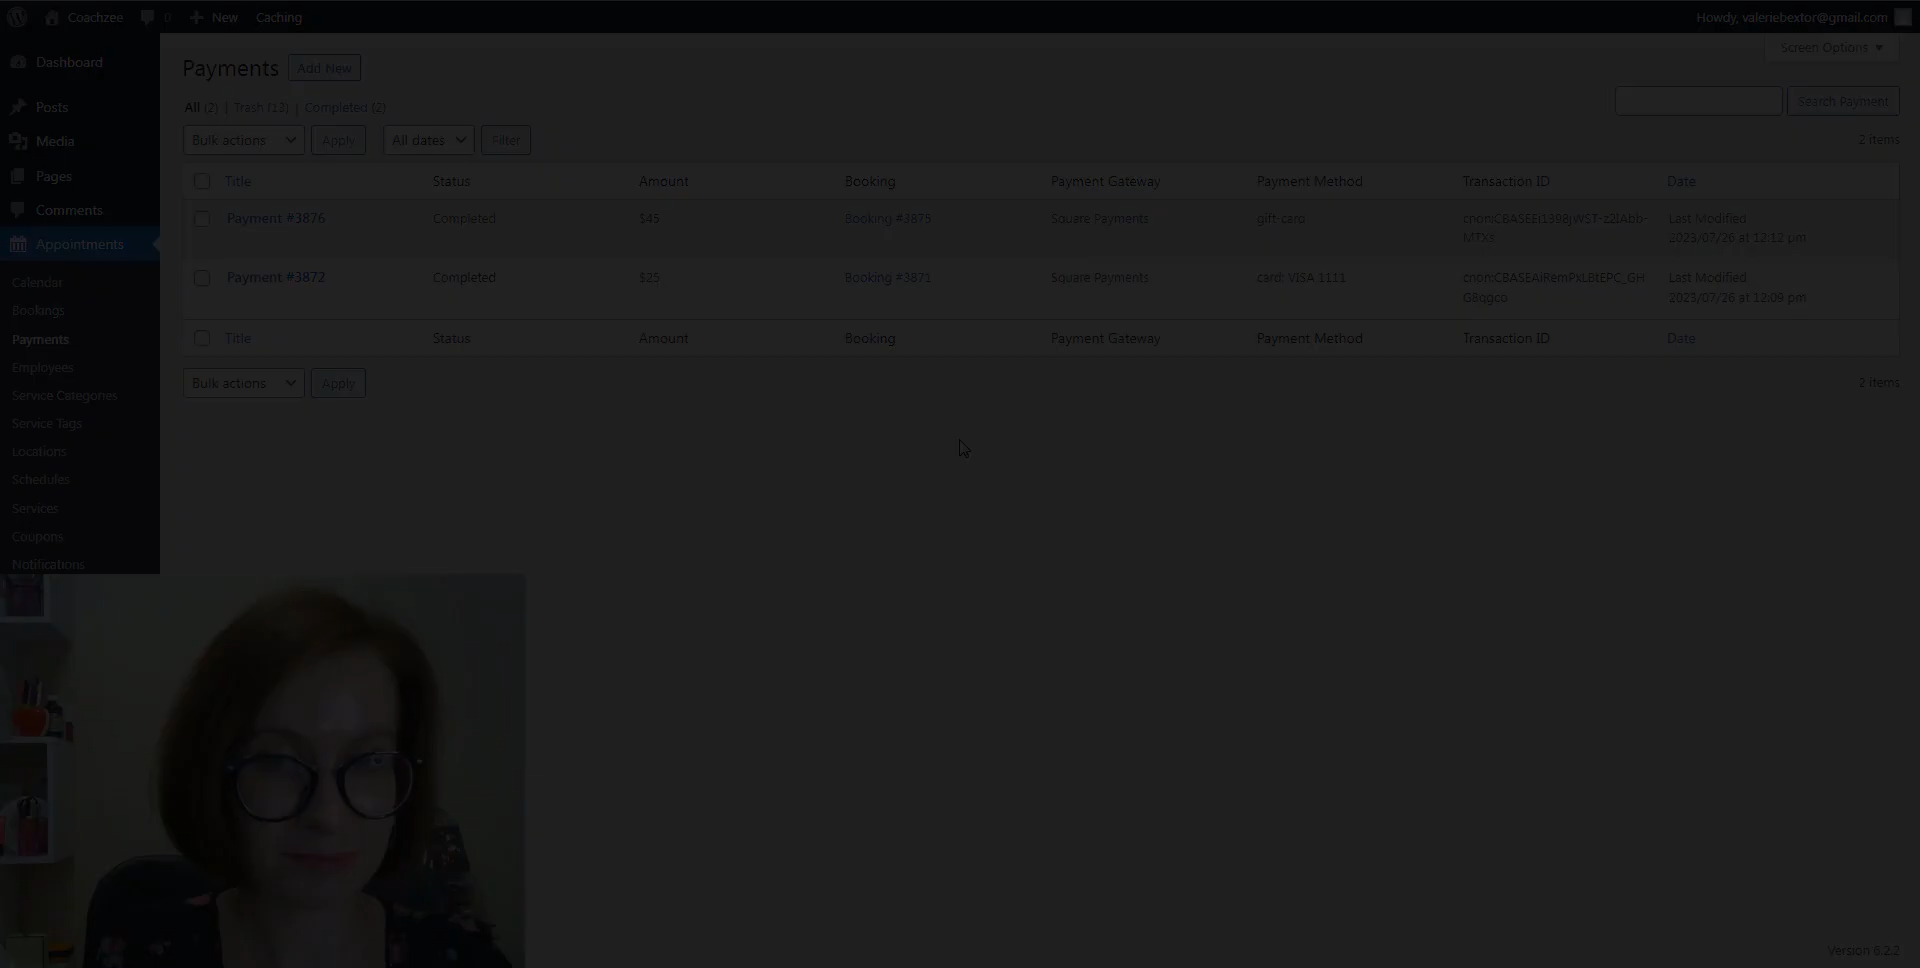 Coachzee 0 New Caching Howdy, valeriebextor@gmail.com
Screen Options
Dashboard
Posts
Media
Pages
Comments
Appointments
Calendar
Bookings
Payments
Employees
Service Categories
Service Tags
Locations
Schedules
Services
Coupons
Notifications
Payments Add New
All (2) | Trash (13) | Completed (2)
Search Payment
Bulk actions Apply All dates Filter 2 items
Title Status Amount Booking Payment Gateway Payment Method Transaction ID Date
Payment #3876 Completed $45 Booking #3875 Square Payments gift-card Last Modified
MTXs 2023/07/26 at 12:12 pm
Payment #3872 Completed $25 Booking #3871 Square Payments card: VISA 1111 Last Modified
2023/07/26 at 12:09 pm
Title Status Amount Booking Payment Gateway Payment Method Transaction ID Date
Bulk actions Apply 2 items
Version 6.2.2